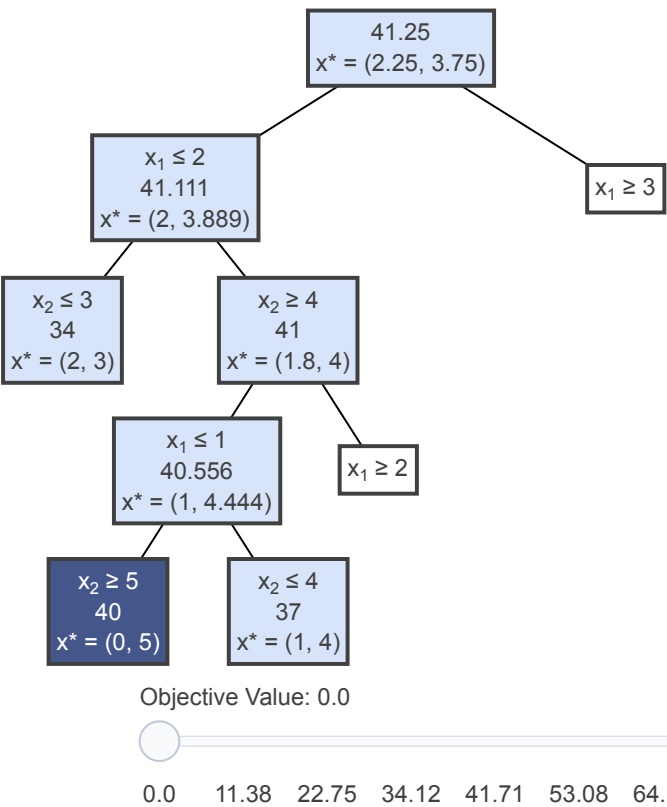 41.25
x* = (2.25, 3.75)
x₁ ≤ 2
41.111
x* = (2, 3.889)
x₁ ≥ 3
x₂ ≤ 3
34
x* = (2, 3)
x₂ ≥ 4
41
x* = (1.8, 4)
x₁ ≤ 1
40.556
x* = (1, 4.444)
x₁ ≥ 2
x₂ ≥ 5
40
x* = (0, 5)
x₂ ≤ 4
37
x* = (1, 4)
Objective Value: 0.0
0.0 11.38 22.75 34.12 41.71 53.08 64.